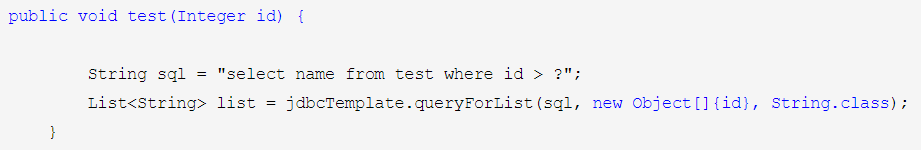 public void test(Integer id) {
String sql = "select name from test where id > ?";
List<String> list = jdbcTemplate.queryForList(sql, new Object[]{id}, String.class);
}